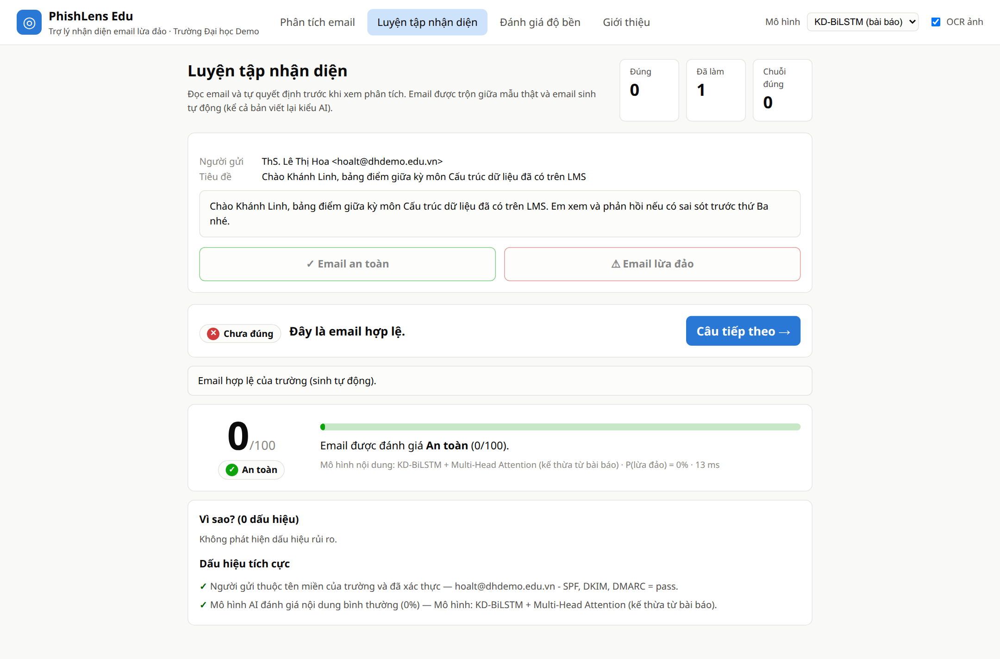 PhishLens Edu
Trợ lý nhận diện email lừa đảo · Trường Đại học Demo
Phân tích email
Luyện tập nhận diện
Đánh giá độ bền
Giới thiệu
Mô hình
KD-BiLSTM (bài báo)
OCR ảnh
Luyện tập nhận diện
Đọc email và tự quyết định trước khi xem phân tích. Email được trộn giữa mẫu thật và email sinh
tự động (kể cả bản viết lại kiểu AI).
Đúng
0
Đã làm
1
Chuỗi
đúng
0
Người gửi ThS. Lê Thị Hoa <hoalt@dhdemo.edu.vn>
Tiêu đề Chào Khánh Linh, bảng điểm giữa kỳ môn Cấu trúc dữ liệu đã có trên LMS
Chào Khánh Linh, bảng điểm giữa kỳ môn Cấu trúc dữ liệu đã có trên LMS. Em xem và phản hồi nếu có sai sót trước thứ Ba
nhé.
✓ Email an toàn
⚠ Email lừa đảo
✕ Chưa đúng
Đây là email hợp lệ.
Câu tiếp theo →
Email hợp lệ của trường (sinh tự động).
0/100
✓ An toàn
Email được đánh giá An toàn (0/100).
Mô hình nội dung: KD-BiLSTM + Multi-Head Attention (kế thừa từ bài báo) · P(lừa đảo) = 0% · 13 ms
Vì sao? (0 dấu hiệu)
Không phát hiện dấu hiệu rủi ro.
Dấu hiệu tích cực
✓ Người gửi thuộc tên miền của trường và đã xác thực — hoalt@dhdemo.edu.vn - SPF, DKIM, DMARC = pass.
✓ Mô hình AI đánh giá nội dung bình thường (0%) — Mô hình: KD-BiLSTM + Multi-Head Attention (kế thừa từ bài báo).